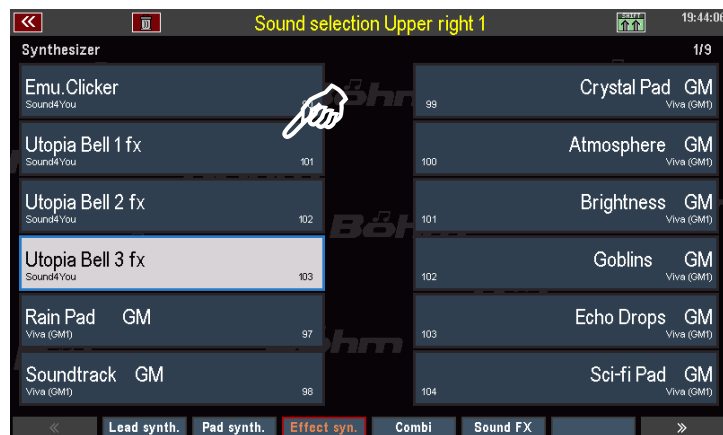 Sound selection Upper right 1
SHIFT
19:44:06
Synthesizer
1/9
Emu.Clicker
Sound4You
Crystal Pad GM
99
Viva (GM1)
Utopia Bell 1 fx
Sound4You
101
Atmosphere GM
100
Viva (GM1)
Utopia Bell 2 fx
Sound4You
102
Brightness GM
101
Viva (GM1)
Utopia Bell 3 fx
Sound4You
103
Goblins GM
102
Viva (GM1)
Rain Pad GM
Viva (GM1)
97
Echo Drops GM
103
Viva (GM1)
Soundtrack GM
Viva (GM1)
98
Sci-fi Pad GM
104
Viva (GM1)
Böhm
Lead synth.
Pad synth.
Effect syn.
Combi
Sound FX